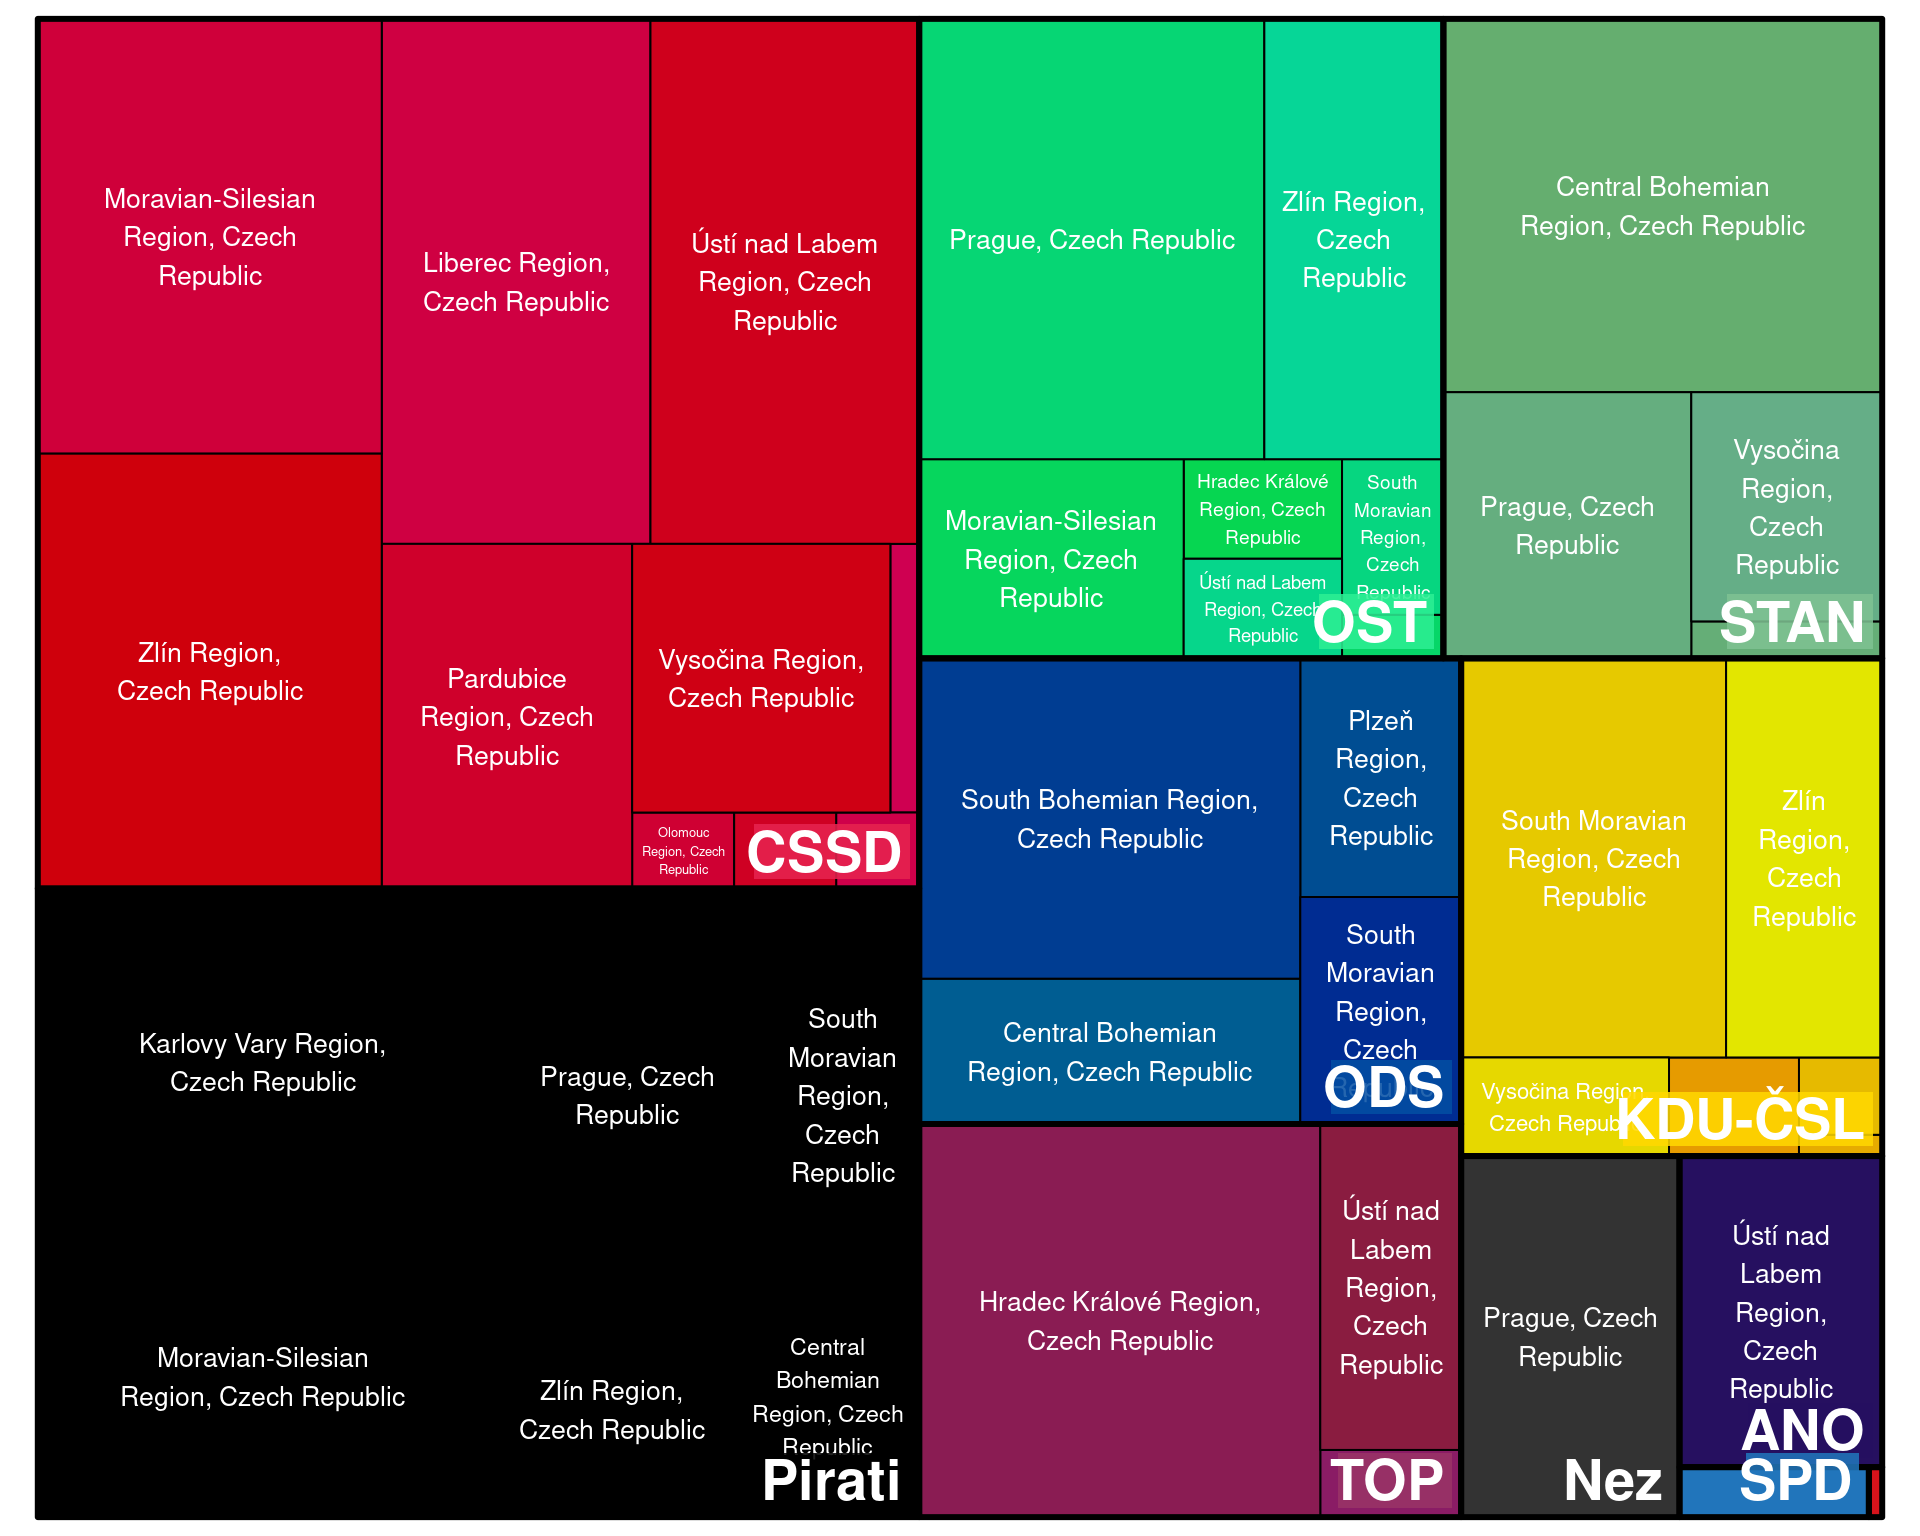 Moravian-Silesian
Region, Czech
Republic
Liberec Region,
Czech Republic
Ústí nad Labem
Region, Czech
Republic
Zlín Region,
Czech Republic
Pardubice
Region, Czech
Republic
Vysočina Region,
Czech Republic
Olomouc
Region, Czech
Republic
CSSD
Prague, Czech Republic
Zlín Region,
Czech
Republic
Moravian-Silesian
Region, Czech
Republic
Hradec Králové
Region, Czech
Republic
Ústí nad Labem
Region, Czech
Republic
South
Moravian
Region,
Czech
Republic
OST
Central Bohemian
Region, Czech Republic
Prague, Czech
Republic
Vysočina
Region,
Czech
Republic
STAN
South Bohemian Region,
Czech Republic
Plzeň
Region,
Czech
Republic
Central Bohemian
Region, Czech Republic
South
Moravian
Region,
Czech
Republic
ODS
South Moravian
Region, Czech
Republic
Zlín
Region,
Czech
Republic
Vysočina Region,
Czech Republic
KDU-ČSL
Karlovy Vary Region,
Czech Republic
Prague, Czech
Republic
South
Moravian
Region,
Czech
Republic
Moravian-Silesian
Region, Czech Republic
Zlín Region,
Czech Republic
Central
Bohemian
Region, Czech
Republic
Pirati
Hradec Králové Region,
Czech Republic
Ústí nad
Labem
Region,
Czech
Republic
TOP
Prague, Czech
Republic
Nez
Ústí nad
Labem
Region,
Czech
Republic
ANO
SPD